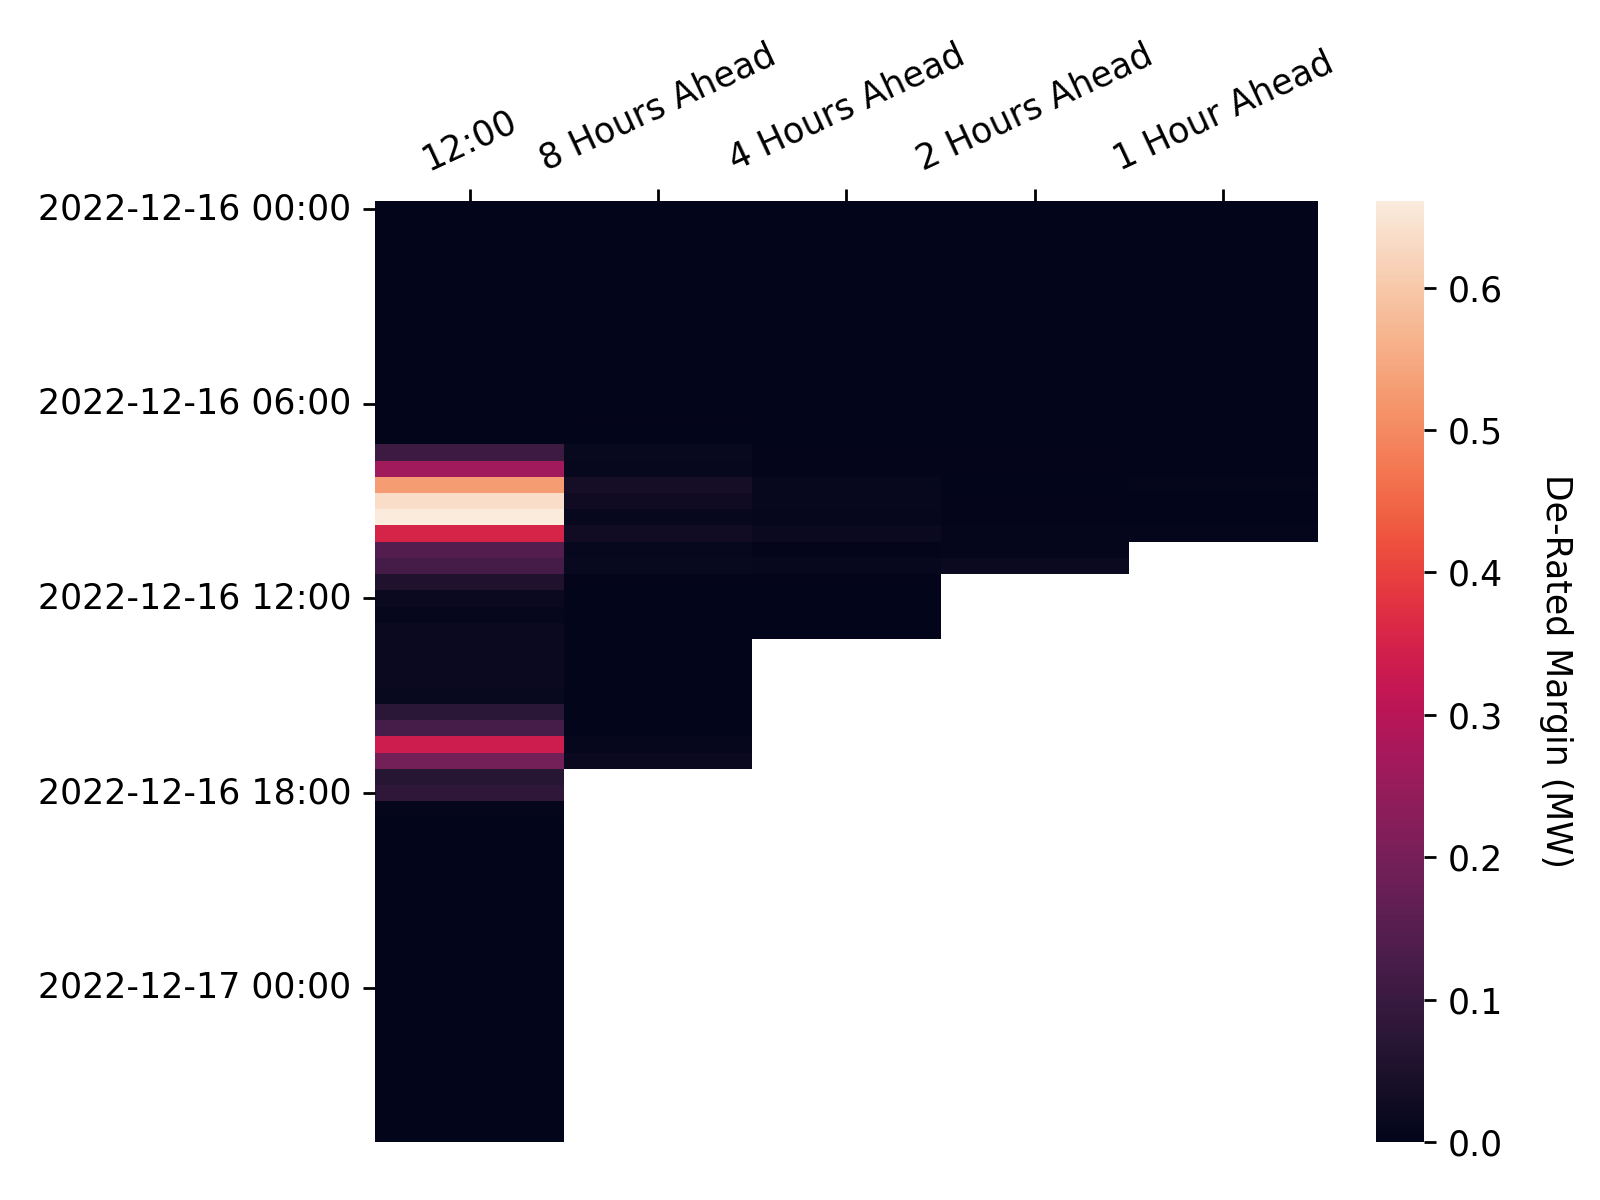 12:00
8 Hours Ahead
4 Hours Ahead
2 Hours Ahead
1 Hour Ahead
2022-12-16 00:00
2022-12-16 06:00
2022-12-16 12:00
2022-12-16 18:00
2022-12-17 00:00
0.6
0.5
0.4
0.3
0.2
0.1
0.0
De-Rated Margin (MW)